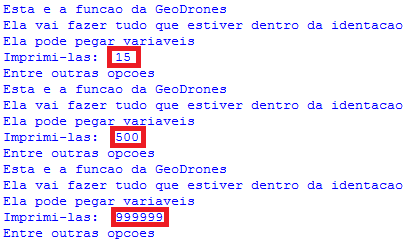 Esta e a funcao da GeoDrones
Ela vai fazer tudo que estiver dentro da identacao
Ela pode pegar variaveis
Imprimi-las: 15
Entre outras opcoes
Esta e a funcao da GeoDrones
Ela vai fazer tudo que estiver dentro da identacao
Ela pode pegar variaveis
Imprimi-las: 500
Entre outras opcoes
Esta e a funcao da GeoDrones
Ela vai fazer tudo que estiver dentro da identacao
Ela pode pegar variaveis
Imprimi-las: 999999
Entre outras opcoes